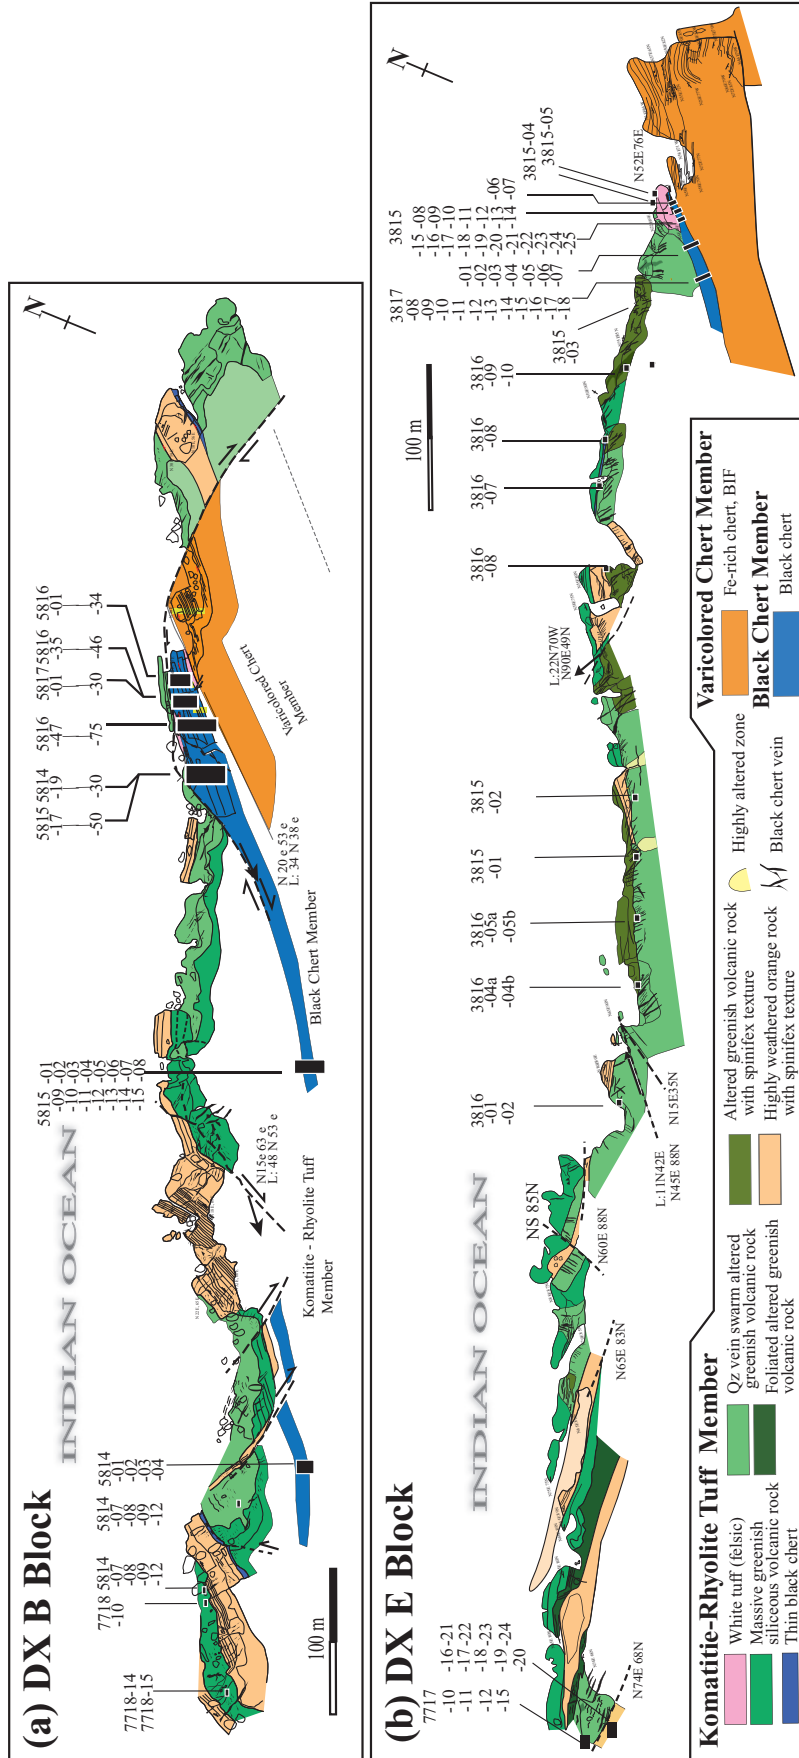 (a) DX B Block
INDIAN OCEAN
N
7718-14
7718-15
7718
-10
5814
-07
-08
-09
-12
5814
-07
-08
-09
-12
5814
-01
-02
-03
-04
100 m
Komatiite - Rhyolite Tuff
Member
N15e 63 e
L: 48 N 53 e
5815 -01
-09 -02
-10 -03
-11 -04
-12 -05
-13 -06
-14 -07
-15 -08
Black Chert Member
N 20 e 53 e
L: 34 N 38 e
5815 5814
-17 -19
-50 -30
5816
-47
-75
5817 5816
-01 -35
-30 -46
5816
-01
-34
Varicolored Chert
Member
(b) DX E Block
INDIAN OCEAN
N
7717
-10
-11
-12
-15
-16 -21
-17 -22
-18 -23
-19 -24
-20
N74E 68N
N65E 83N
NS 85N
N60E 88N
3816
-01
-02
L:11N42E
N45E 88N
N15E35N
3816
-04a
-04b
3816
-05a
-05b
3815
-01
3815
-02
L:22N70W
N90E49N
3816
-08
3816
-07
3816
-08
3816
-09
-10
100 m
3815
-03
3817
-08
-09
-10
-11
-12
-13
-14
-15
-16
-17
-18
-01
-02
-03
-04
-05
-06
-07
3815
-15 -08
-16 -09
-17 -10
-18 -11
-19 -12
-20 -13
-21 -14
-22
-23
-24
-25
-06
-07
3815-04
3815-05
N52E76E
Komatitie-Rhyolite Tuff Member
White tuff (felsic)
Massive greenish
siliceous volcanic rock
Thin black chert
Qz vein swarm altered
greenish volcanic rock
Foliated altered greenish
volcanic rock
Altered greenish volcanic rock
with spinifex texture
Highly weathered orange rock
with spinifex texture
Highly altered zone
Black chert vein
Varicolored Chert Member
Fe-rich chert, BIF
Black Chert Member
Black chert